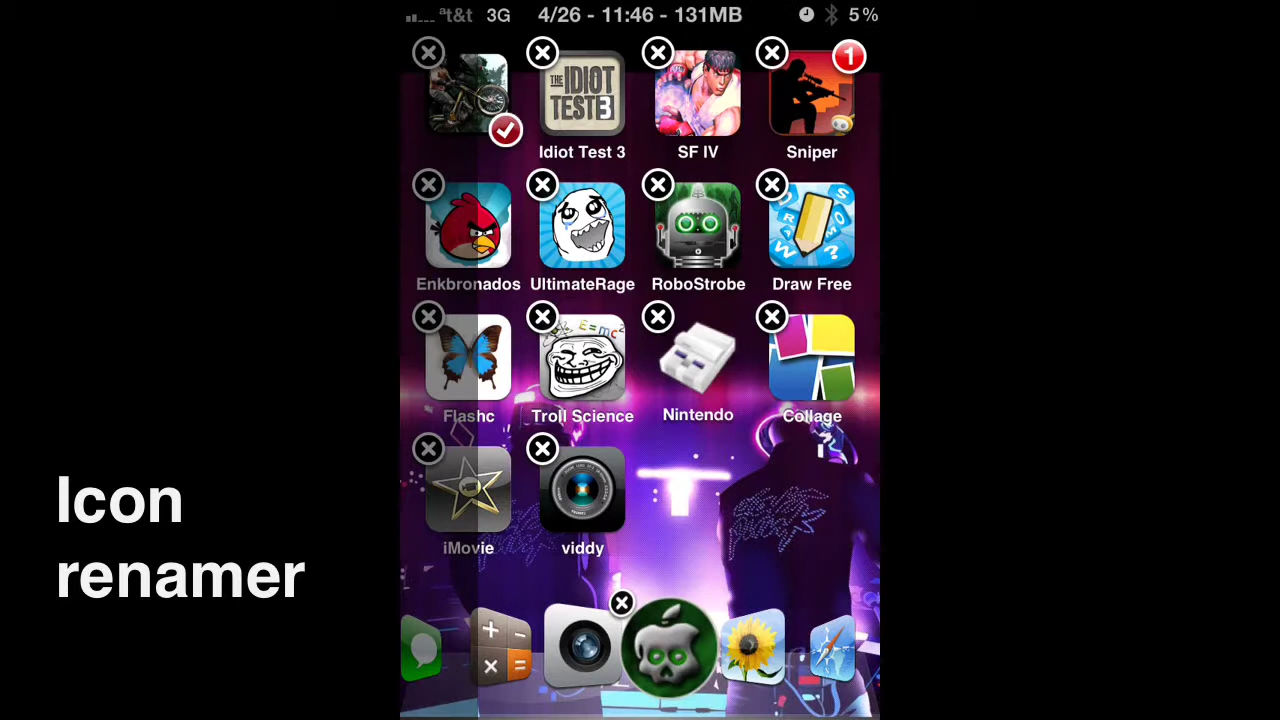 at&t 3G 4/26 - 11:46 - 131MB 5%
1
THE IDIOT TEST 3
Idiot Test 3 SF IV Sniper
Enkbronados UltimateRage RoboStrobe Draw Free
E=mc²
Flashc Troll Science Nintendo Collage
iMovie viddy
Icon
renamer